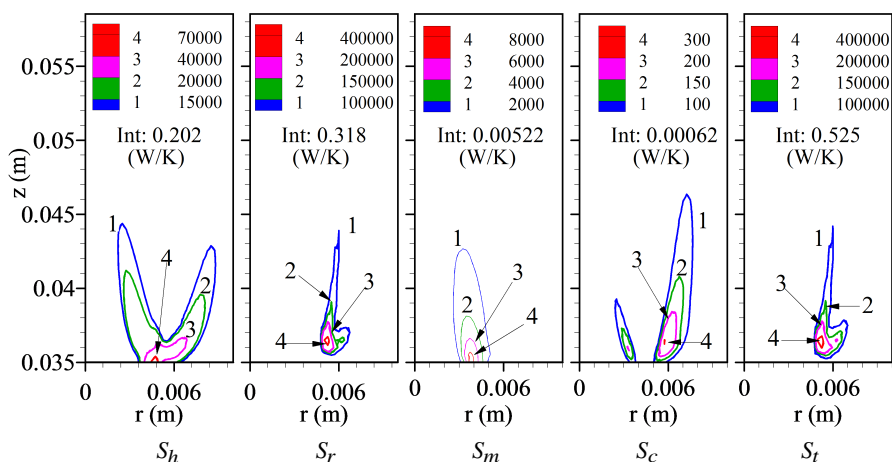 4 70000 4 400000 4 8000 4 300 4 400000
3 40000 3 200000 3 6000 3 200 3 200000
2 20000 2 150000 2 4000 2 150 2 150000
1 15000 1 100000 1 2000 1 100 1 100000
Int: 0.202 Int: 0.318 Int: 0.00522 Int: 0.00062 Int: 0.525
(W/K) (W/K) (W/K) (W/K) (W/K)
z (m)
0.055
0.05
0.045
0.04
0.035
1 4 2 3
1 2 3 4
1 3 2 4
1 2 3 4
1 3 2 4
0 0.006 0 0.006 0 0.006 0 0.006 0 0.006
r (m) r (m) r (m) r (m) r (m)
S_h S_r S_m S_c S_t